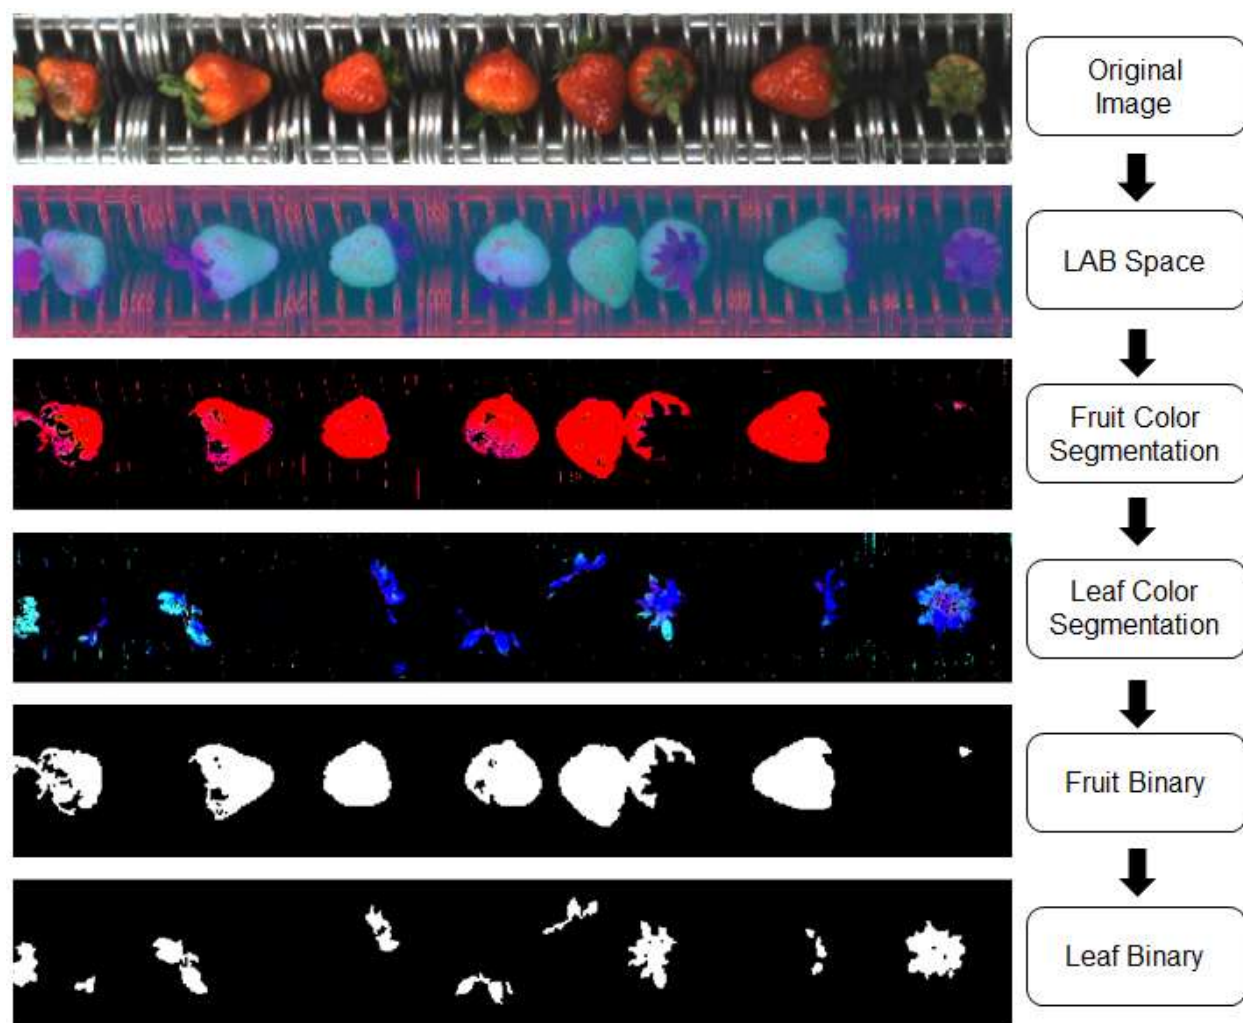 Original
Image
LAB Space
Fruit Color
Segmentation
Leaf Color
Segmentation
Fruit Binary
Leaf Binary